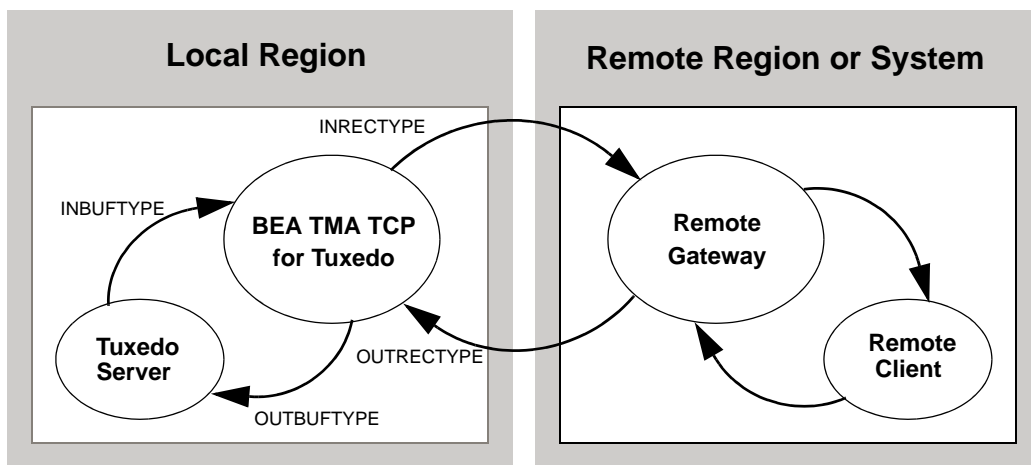 Local Region
Remote Region or System
INRECTYPE
INBUFTYPE
BEA TMA TCP
for Tuxedo
Remote
Gateway
Tuxedo
Server
OUTRECTYPE
Remote
Client
OUTBUFTYPE